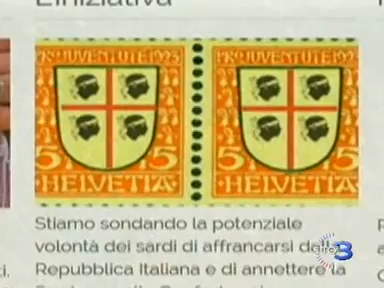 L'iniziativa
PRO JUVENTUTE 1925 PRO JUVENTUTE 1925
5 5 5 5
HELVETIA HELVETIA
Stiamo sondando la potenziale
volontà dei sardi di affrancarsi dalla
Repubblica Italiana e di annettere la
3